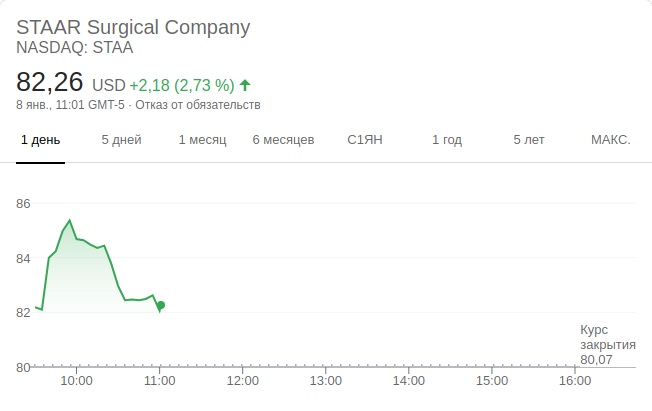 STAAR Surgical Company
NASDAQ: STAA
82,26 USD +2,18 (2,73 %)
8 янв., 11:01 GMT-5 · Отказ от обязательств
1 день 5 дней 1 месяц 6 месяцев С1ЯН 1 год 5 лет МАКС.
86
84
82
80
Курс
закрытия
80,07
10:00 11:00 12:00 13:00 14:00 15:00 16:00